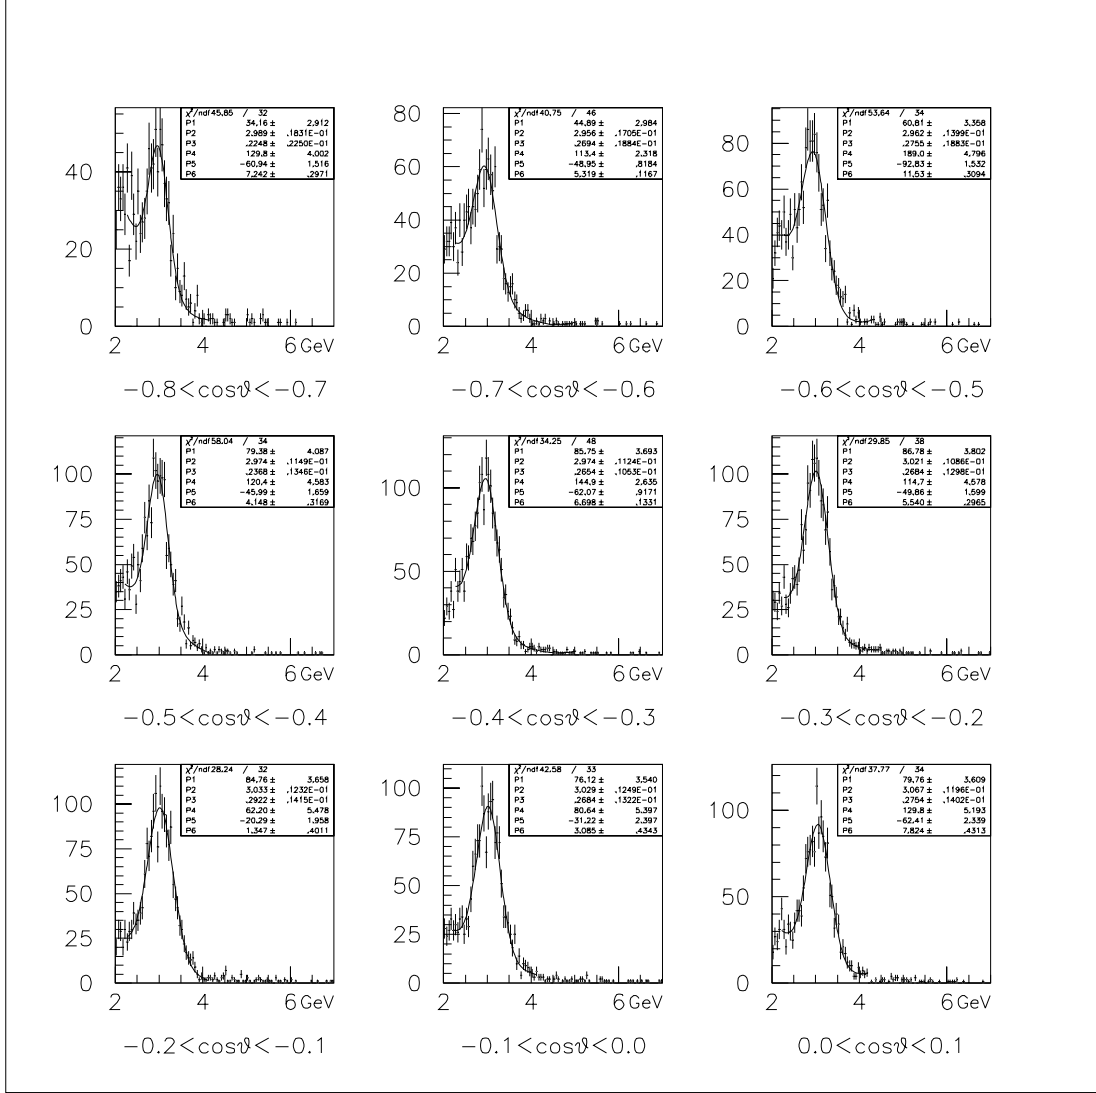 χ²/ndf 45.85 / 32
P1 34.16 ± 2.912
P2 2.989 ± .1831E-01
P3 .2248 ± .2250E-01
P4 129.8 ± 4.002
P5 -60.94 ± 1.516
P6 7.242 ± .2971
40
20
0
2 4 6 GeV
−0.8<cosϑ<−0.7
χ²/ndf 40.75 / 46
P1 44.89 ± 2.984
P2 2.956 ± .1705E-01
P3 .2694 ± .1884E-01
P4 113.4 ± 2.318
P5 -48.95 ± .8184
P6 5.319 ± .1167
80
60
40
20
0
2 4 6 GeV
−0.7<cosϑ<−0.6
χ²/ndf 53.64 / 34
P1 60.81 ± 3.358
P2 2.962 ± .1399E-01
P3 .2755 ± .1883E-01
P4 189.0 ± 4.796
P5 -92.83 ± 1.532
P6 11.53 ± .3094
80
60
40
20
0
2 4 6 GeV
−0.6<cosϑ<−0.5
χ²/ndf 58.04 / 34
P1 79.38 ± 4.087
P2 2.974 ± .1149E-01
P3 .2368 ± .1346E-01
P4 120.4 ± 4.583
P5 -45.99 ± 1.659
P6 4.148 ± .3169
100
75
50
25
0
2 4 6 GeV
−0.5<cosϑ<−0.4
χ²/ndf 34.25 / 48
P1 85.75 ± 3.693
P2 2.974 ± .1124E-01
P3 .2654 ± .1053E-01
P4 144.9 ± 2.635
P5 -62.07 ± .9171
P6 6.698 ± .1331
100
50
0
2 4 6 GeV
−0.4<cosϑ<−0.3
χ²/ndf 29.85 / 38
P1 86.78 ± 3.802
P2 3.021 ± .1086E-01
P3 .2684 ± .1298E-01
P4 114.7 ± 4.578
P5 -49.86 ± 1.599
P6 5.540 ± .2965
100
75
50
25
0
2 4 6 GeV
−0.3<cosϑ<−0.2
χ²/ndf 28.24 / 32
P1 84.76 ± 3.658
P2 3.033 ± .1232E-01
P3 .2922 ± .1415E-01
P4 62.20 ± 5.478
P5 -20.29 ± 1.958
P6 1.347 ± .4011
100
75
50
25
0
2 4 6 GeV
−0.2<cosϑ<−0.1
χ²/ndf 42.58 / 33
P1 76.12 ± 3.540
P2 3.029 ± .1249E-01
P3 .2684 ± .1322E-01
P4 80.64 ± 5.397
P5 -31.22 ± 2.397
P6 3.085 ± .4343
100
75
50
25
0
2 4 6 GeV
−0.1<cosϑ<0.0
χ²/ndf 37.77 / 34
P1 79.76 ± 3.609
P2 3.067 ± .1196E-01
P3 .2754 ± .1402E-01
P4 129.8 ± 5.193
P5 -62.41 ± 2.339
P6 7.824 ± .4313
100
50
0
2 4 6 GeV
0.0<cosϑ<0.1